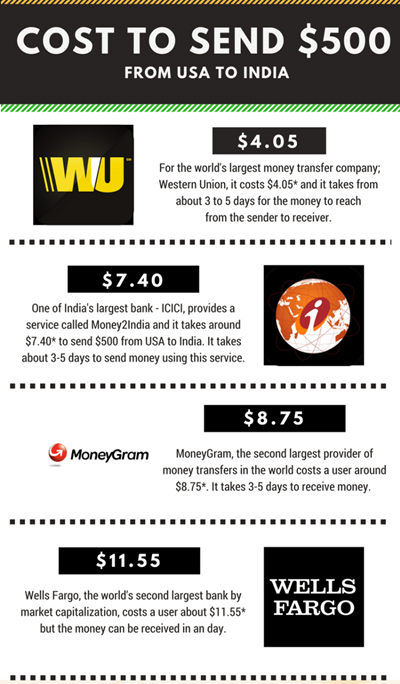 COST TO SEND $500
FROM USA TO INDIA
WU
$4.05
For the world's largest money transfer company;
Western Union, it costs $4.05* and it takes from
about 3 to 5 days for the money to reach
from the sender to receiver.
$7.40
One of India's largest bank - ICICI, provides a
service called Money2India and it takes around
$7.40* to send $500 from USA to India. It takes
about 3-5 days to send money using this service.
i
$8.75
MoneyGram
MoneyGram, the second largest provider of
money transfers in the world costs a user around
$8.75*. It takes 3-5 days to receive money.
$11.55
Wells Fargo, the world's second largest bank by
market capitalization, costs a user about $11.55*
but the money can be received in an day.
WELLS
FARGO